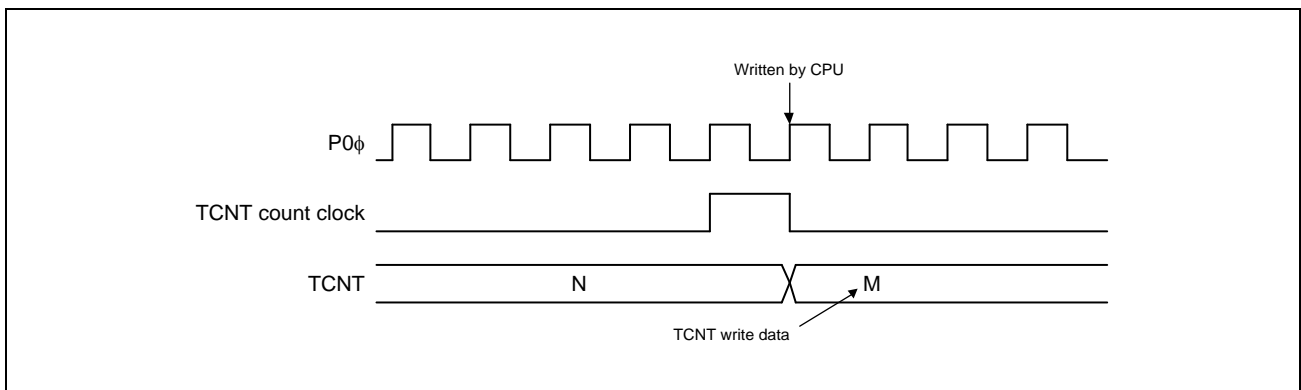 Written by CPU
P0ϕ
TCNT count clock
TCNT
N
M
TCNT write data